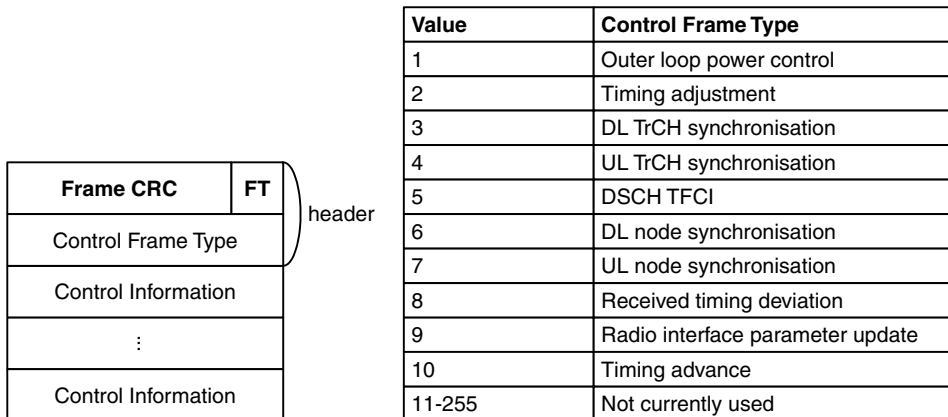 Frame CRC FT
header
Control Frame Type
Control Information
⋮
Control Information
Value Control Frame Type
1 Outer loop power control
2 Timing adjustment
3 DL TrCH synchronisation
4 UL TrCH synchronisation
5 DSCH TFCI
6 DL node synchronisation
7 UL node synchronisation
8 Received timing deviation
9 Radio interface parameter update
10 Timing advance
11-255 Not currently used